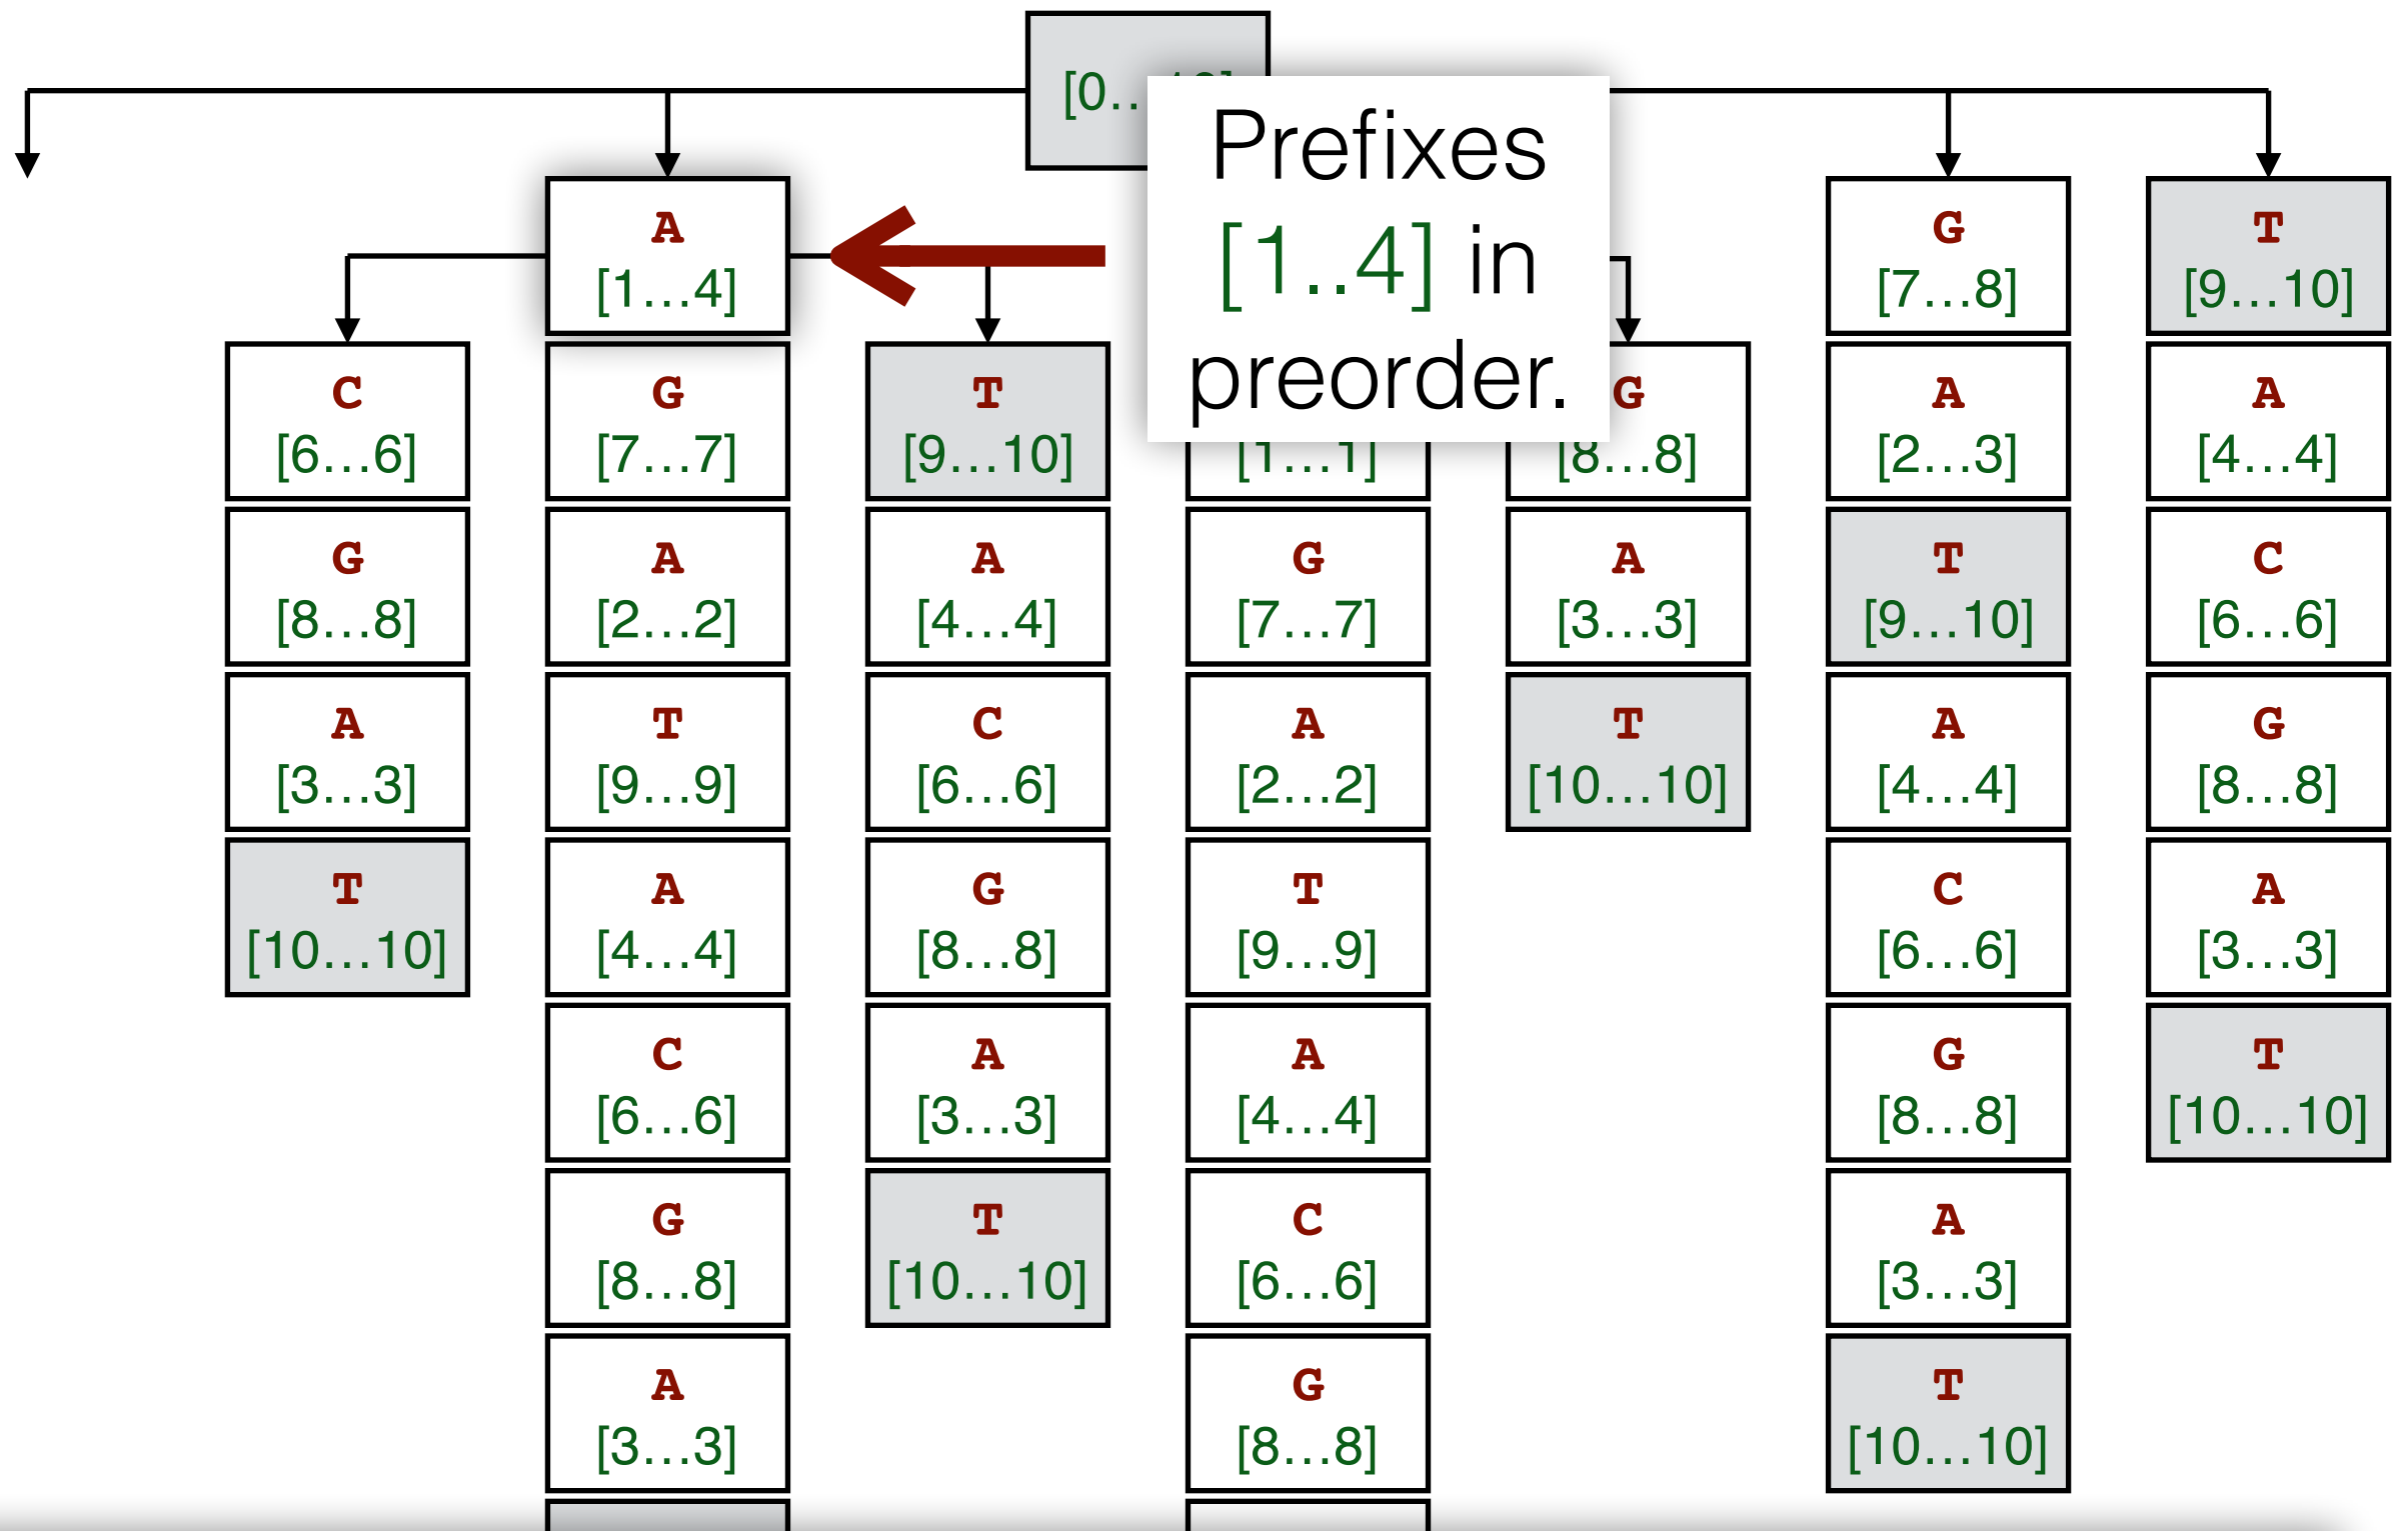 [0..
Prefixes
[1..4] in
preorder.
A
[1...4]
G
[7...8]
T
[9...10]
C
[6...6]
G
[7...7]
T
[9...10]
[1...1]
G
[8...8]
A
[2...3]
A
[4...4]
G
[8...8]
A
[2...2]
A
[4...4]
G
[7...7]
A
[3...3]
T
[9...10]
C
[6...6]
A
[3...3]
T
[9...9]
C
[6...6]
A
[2...2]
T
[10...10]
A
[4...4]
G
[8...8]
T
[10...10]
A
[4...4]
G
[8...8]
T
[9...9]
C
[6...6]
A
[3...3]
C
[6...6]
A
[3...3]
A
[4...4]
G
[8...8]
T
[10...10]
G
[8...8]
T
[10...10]
C
[6...6]
A
[3...3]
A
[3...3]
G
[8...8]
T
[10...10]